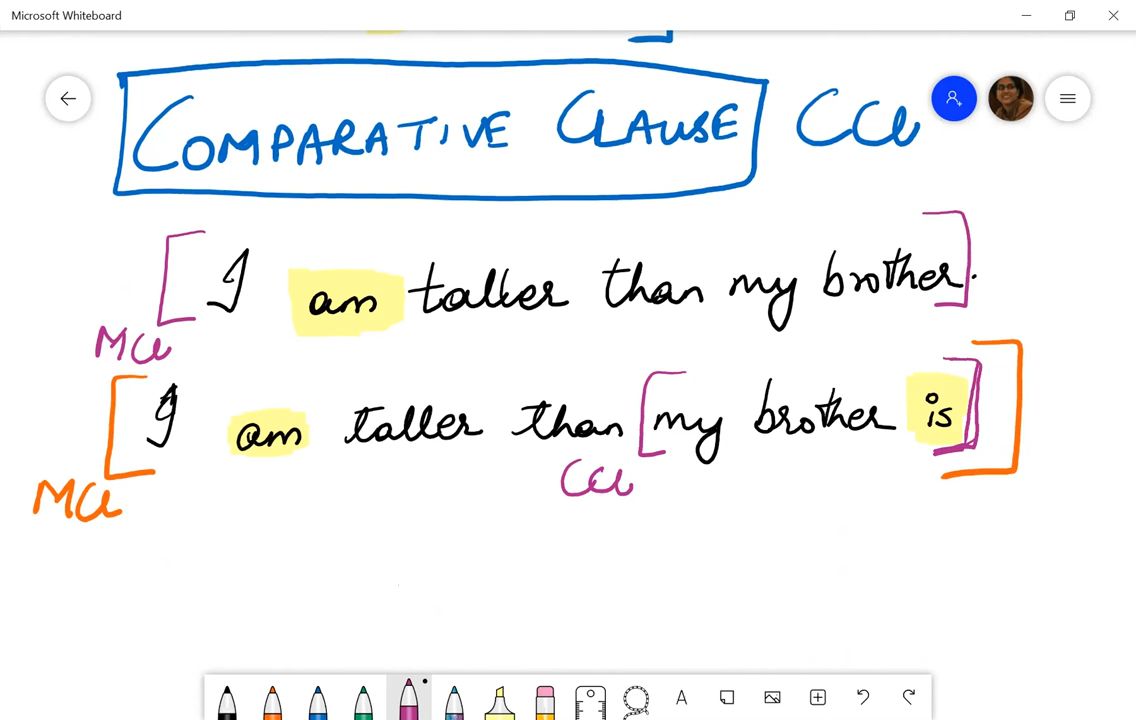 Microsoft Whiteboard
COMPARATIVE CLAUSE CCl
[I am taller than my brother].
MCl
[I am taller than [my brother is]]
MCl CCl
A